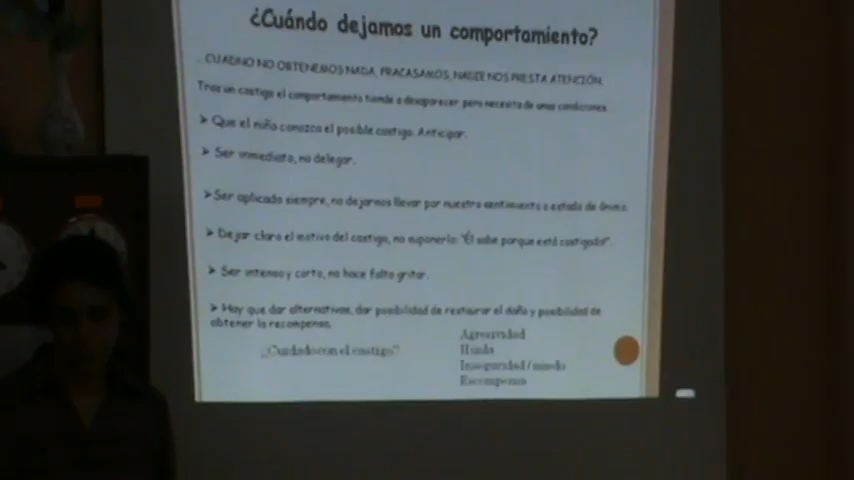 ¿Cuándo dejamos un comportamiento?
. CUANDO NO OBTENEMOS NADA, FRACASAMOS, NADIE NOS PRESTA ATENCIÓN.
Tras un castigo el comportamiento tiende a desaparecer, pero necesita de unas condiciones
➤ Que el niño conozca el posible castigo. Anticipar.
➤ Ser inmediato, no delegar.
➤ Ser aplicado siempre, no dejarnos llevar por nuestro sentimiento o estado de ánimo.
➤ Dejar claro el motivo del castigo, no suponerlo: "Él sabe porque está castigado".
➤ Ser intenso y corto, no hace falta gritar.
➤ Hay que dar alternativas, dar posibilidad de restaurar el daño y posibilidad de
obtener la recompensa.
¿Cuidado con el castigo?
Agresividad
Huida
Inseguridad / miedo
Escompensa